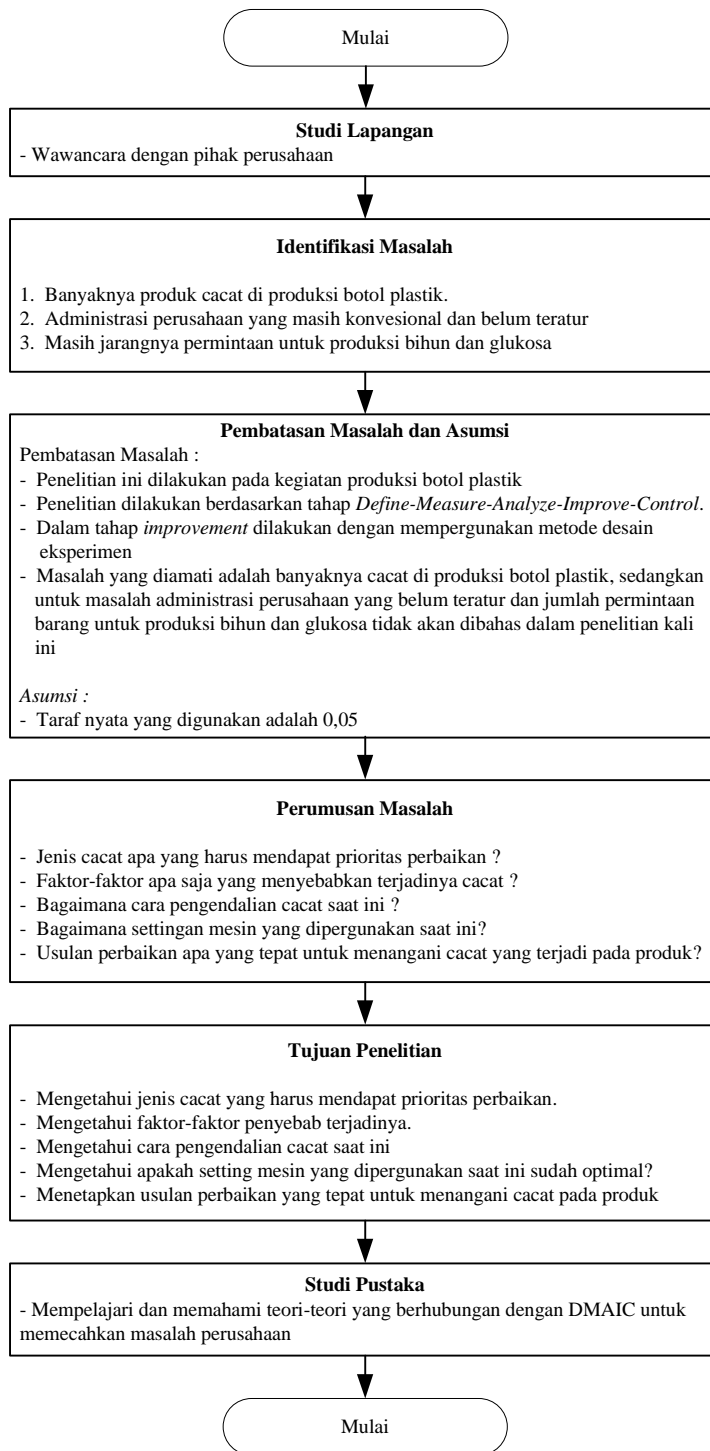 Mulai
Studi Lapangan
- Wawancara dengan pihak perusahaan
Identifikasi Masalah
1. Banyaknya produk cacat di produksi botol plastik.
2. Administrasi perusahaan yang masih konvesional dan belum teratur
3. Masih jarangnya permintaan untuk produksi bihun dan glukosa
Pembatasan Masalah dan Asumsi
Pembatasan Masalah :
- Penelitian ini dilakukan pada kegiatan produksi botol plastik
- Penelitian dilakukan berdasarkan tahap Define-Measure-Analyze-Improve-Control.
- Dalam tahap improvement dilakukan dengan mempergunakan metode desain
eksperimen
- Masalah yang diamati adalah banyaknya cacat di produksi botol plastik, sedangkan
untuk masalah administrasi perusahaan yang belum teratur dan jumlah permintaan
barang untuk produksi bihun dan glukosa tidak akan dibahas dalam penelitian kali
ini
Asumsi :
- Taraf nyata yang digunakan adalah 0,05
Perumusan Masalah
- Jenis cacat apa yang harus mendapat prioritas perbaikan ?
- Faktor-faktor apa saja yang menyebabkan terjadinya cacat ?
- Bagaimana cara pengendalian cacat saat ini ?
- Bagaimana settingan mesin yang dipergunakan saat ini?
- Usulan perbaikan apa yang tepat untuk menangani cacat yang terjadi pada produk?
Tujuan Penelitian
- Mengetahui jenis cacat yang harus mendapat prioritas perbaikan.
- Mengetahui faktor-faktor penyebab terjadinya.
- Mengetahui cara pengendalian cacat saat ini
- Mengetahui apakah setting mesin yang dipergunakan saat ini sudah optimal?
- Menetapkan usulan perbaikan yang tepat untuk menangani cacat pada produk
Studi Pustaka
- Mempelajari dan memahami teori-teori yang berhubungan dengan DMAIC untuk
memecahkan masalah perusahaan
Mulai